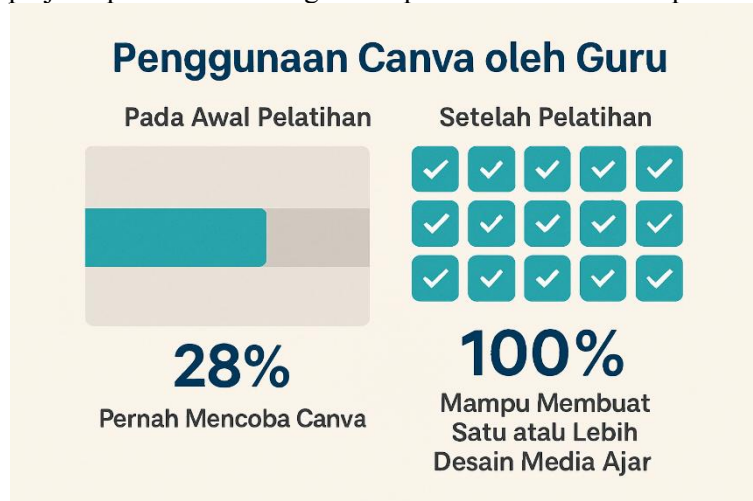 Penggunaan Canva oleh Guru
Pada Awal Pelatihan
Setelah Pelatihan
28%
Pernah Mencoba Canva
100%
Mampu Membuat
Satu ataLu Lebih
Desain Media Ajar